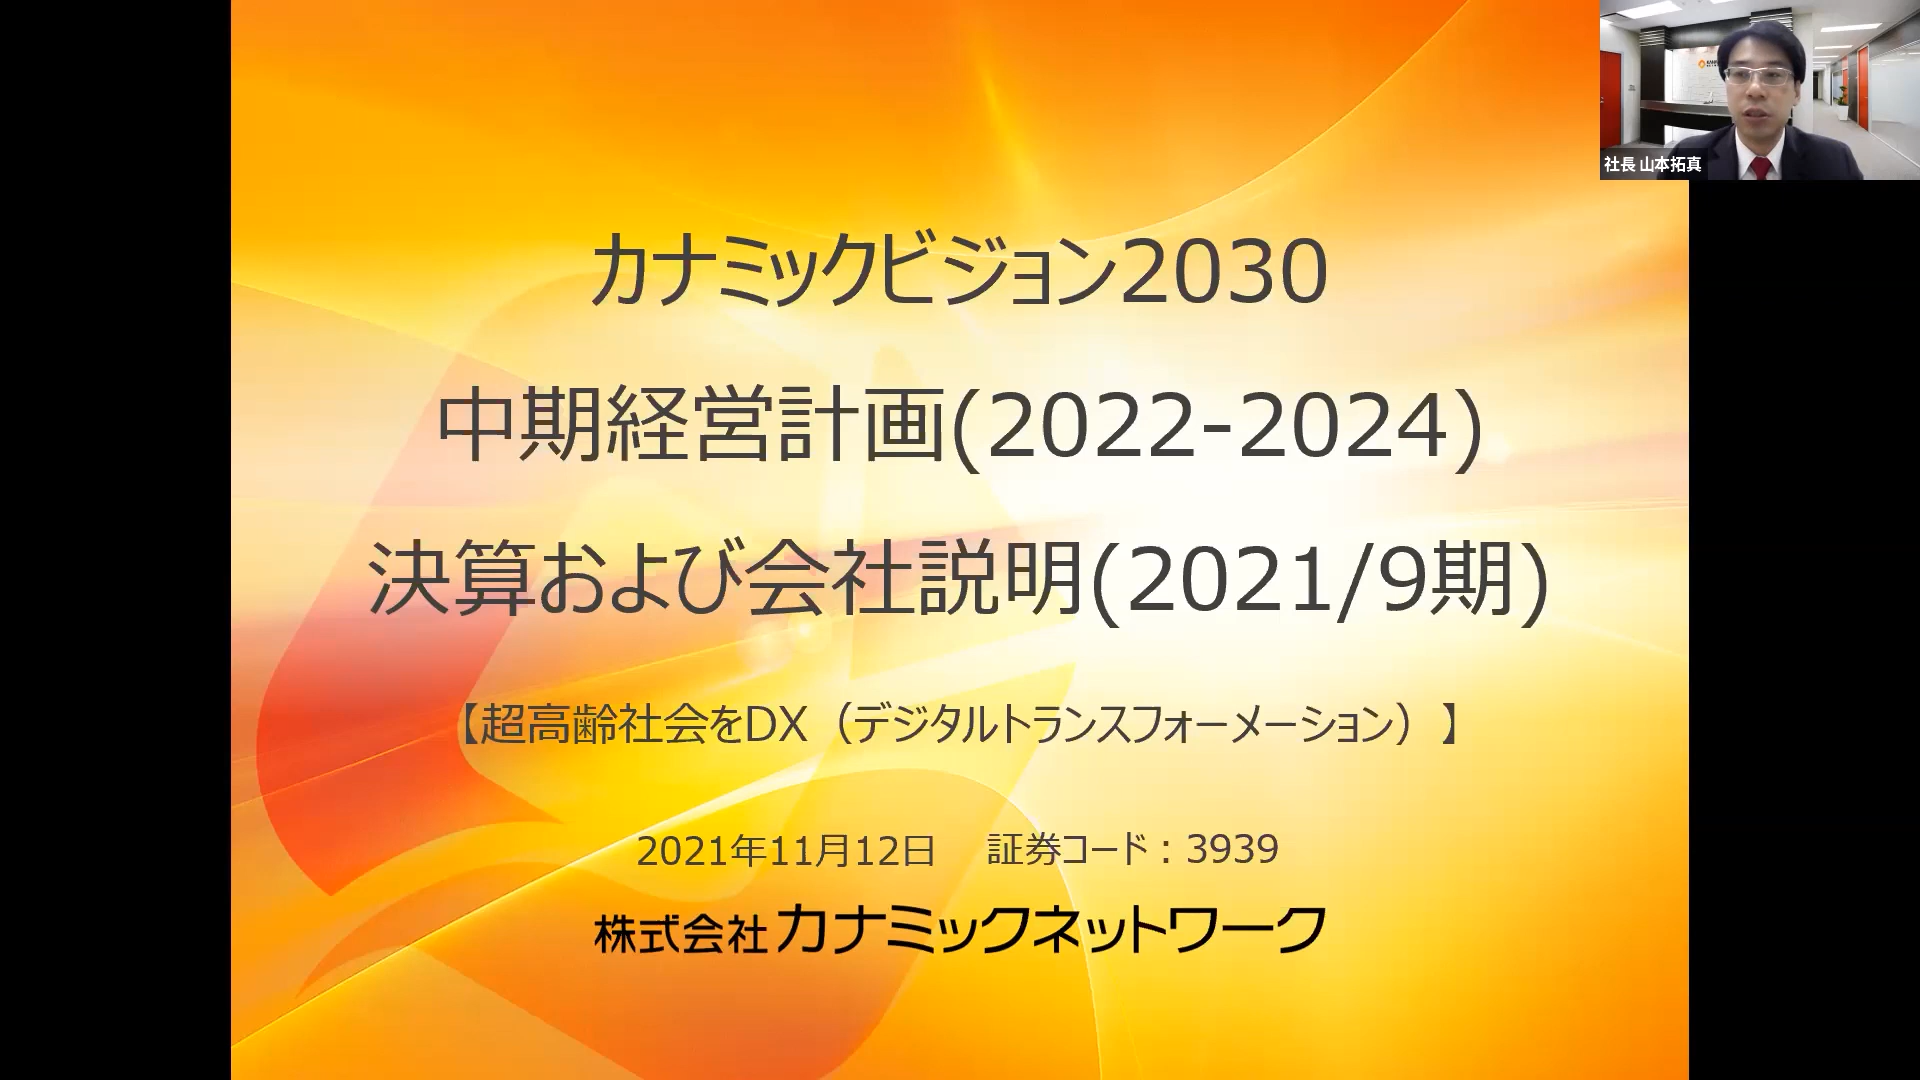 社長 山本拓真
カナミックビジョン2030
中期経営計画(2022-2024)
決算および会社説明(2021/9期)
【超高齢社会をDX（デジタルトランスフォーメーション）】
2021年11月12日　証券コード：3939
株式会社カナミックネットワーク